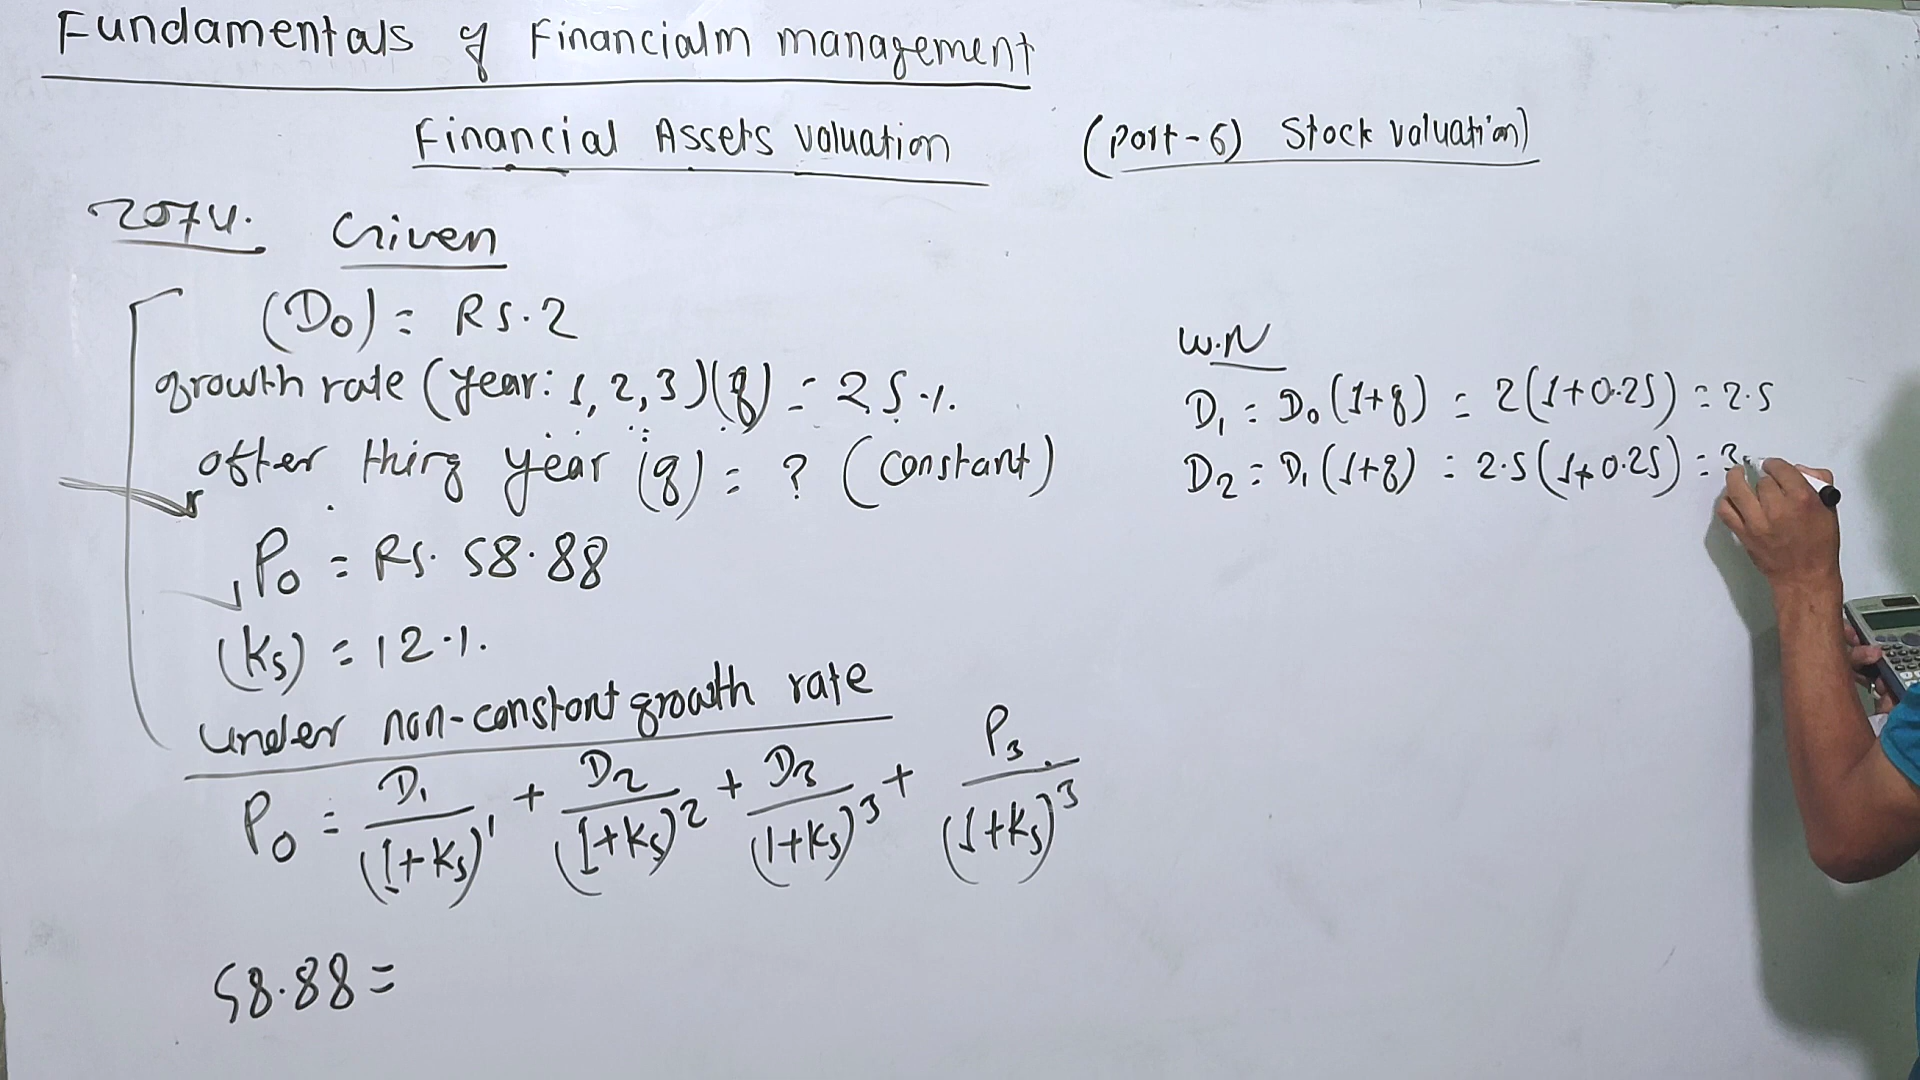 Fundamentals of Financialm management
Financial Assets valuation (part-6) Stock valuation)
2074. Given
(D₀) = RS.2
growth rate (year: 1, 2, 3)(g) = 25%.
after thirg year (g) = ? (constant)
P₀ = RS. 58.88
(Ks) = 12%.
under non-constant growth rate
P₀ = D₁/(1+Ks)¹ + D₂/(1+Ks)² + D₃/(1+Ks)³ + P₃/(1+Ks)³
58.88 =
W.N
D₁ = D₀(1+g) = 2(1+0.25) = 2.5
D₂ = D₁(1+g) = 2.5(1+0.25) = 3.